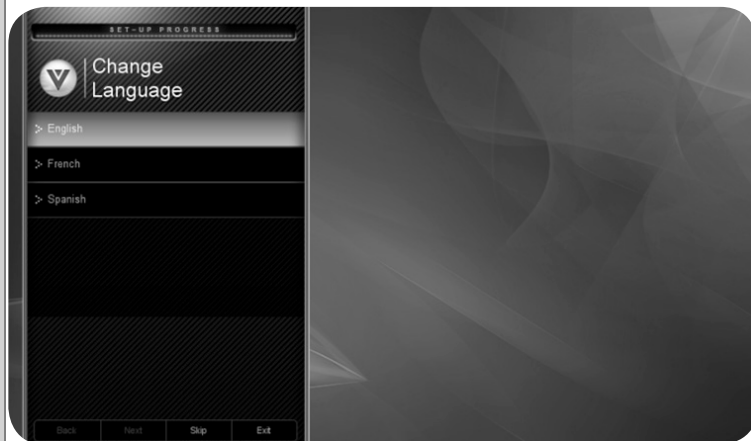 SET-UP PROGRESS
Change
Language
> English
> French
> Spanish
Back Next Skip Exit